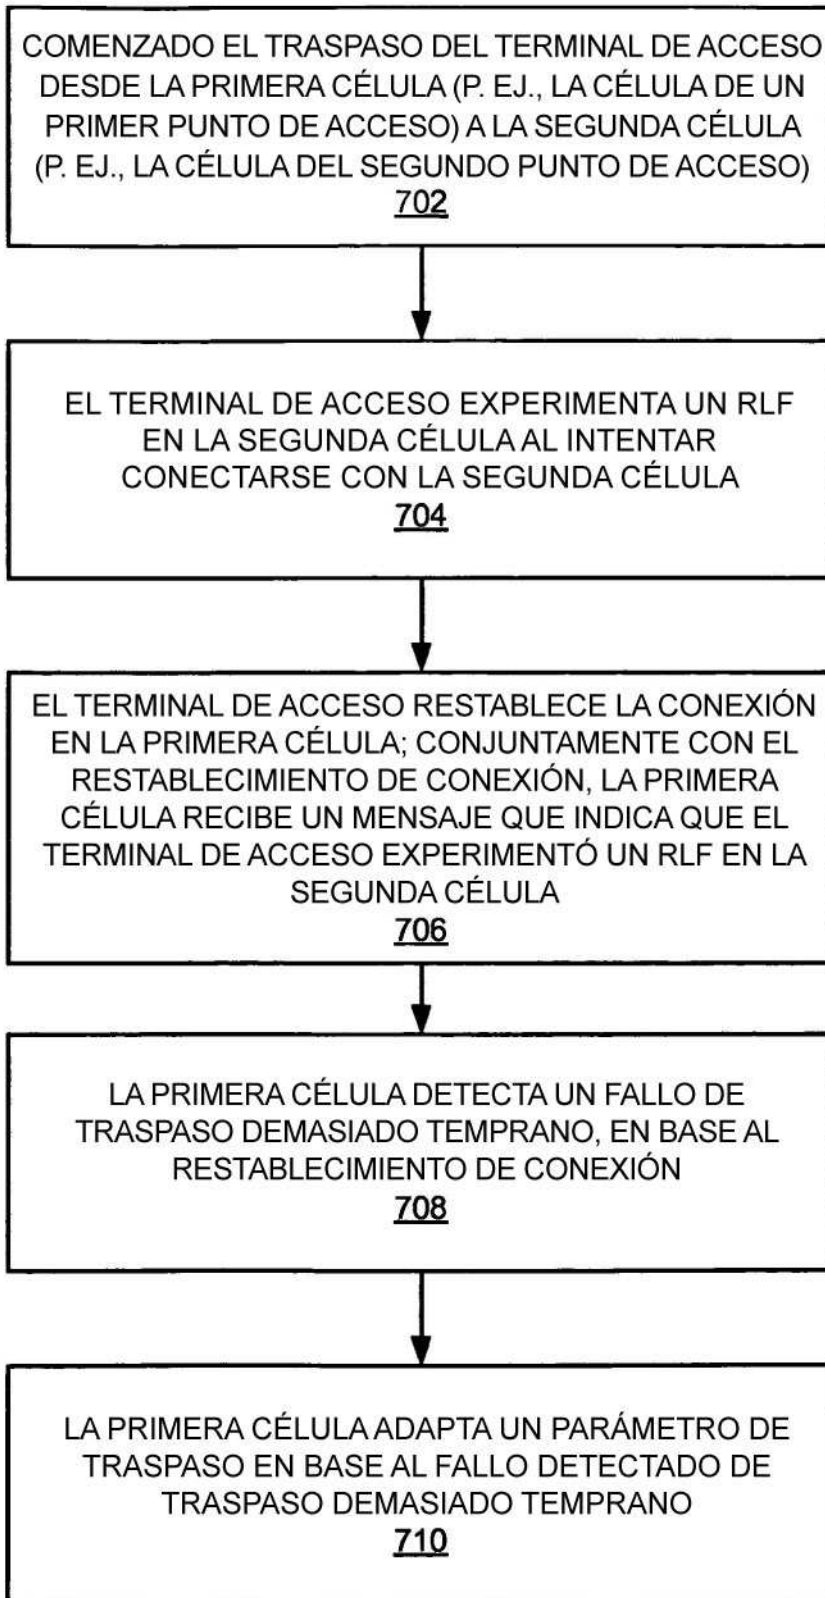 COMENZADO EL TRASPASO DEL TERMINAL DE ACCESO
DESDE LA PRIMERA CÉLULA (P. EJ., LA CÉLULA DE UN
PRIMER PUNTO DE ACCESO) A LA SEGUNDA CÉLULA
(P. EJ., LA CÉLULA DEL SEGUNDO PUNTO DE ACCESO)
702
EL TERMINAL DE ACCESO EXPERIMENTA UN RLF
EN LA SEGUNDA CÉLULA AL INTENTAR
CONECTARSE CON LA SEGUNDA CÉLULA
704
EL TERMINAL DE ACCESO RESTABLECE LA CONEXIÓN
EN LA PRIMERA CÉLULA; CONJUNTAMENTE CON EL
RESTABLECIMIENTO DE CONEXIÓN, LA PRIMERA
CÉLULA RECIBE UN MENSAJE QUE INDICA QUE EL
TERMINAL DE ACCESO EXPERIMENTÓ UN RLF EN LA
SEGUNDA CÉLULA
706
LA PRIMERA CÉLULA DETECTA UN FALLO DE
TRASPASO DEMASIADO TEMPRANO, EN BASE AL
RESTABLECIMIENTO DE CONEXIÓN
708
LA PRIMERA CÉLULA ADAPTA UN PARÁMETRO DE
TRASPASO EN BASE AL FALLO DETECTADO DE
TRASPASO DEMASIADO TEMPRANO
710